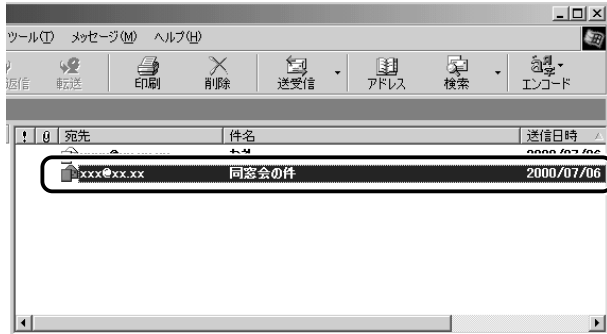 ツール(T) メッセージ(M) ヘルプ(H)
返信 転送 印刷 削除 送受信 アドレス 検索 エンコード
! 宛先 件名 送信日時
xxx@xx.xx 同窓会の件 2000/07/06